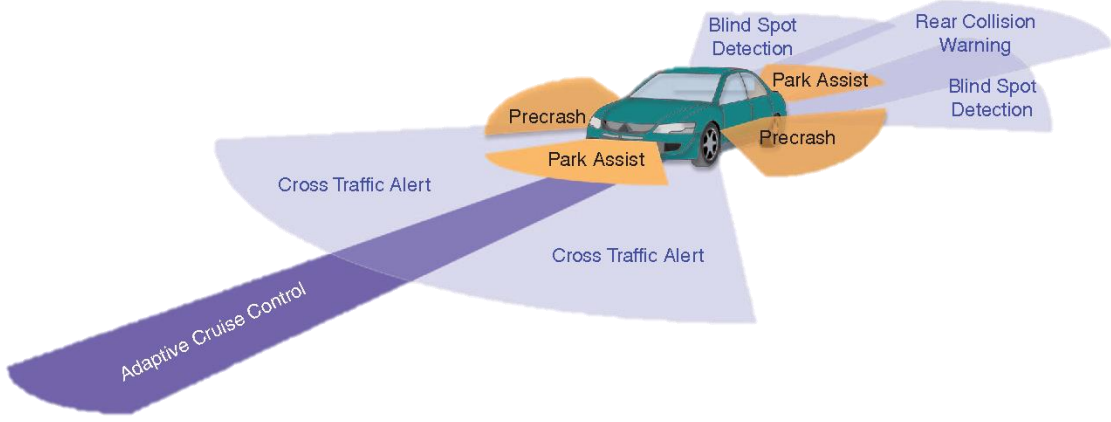 Blind Spot
Detection
Rear Collision
Warning
Park Assist
Blind Spot
Detection
Precrash
Precrash
Park Assist
Cross Traffic Alert
Cross Traffic Alert
Adaptive Cruise Control